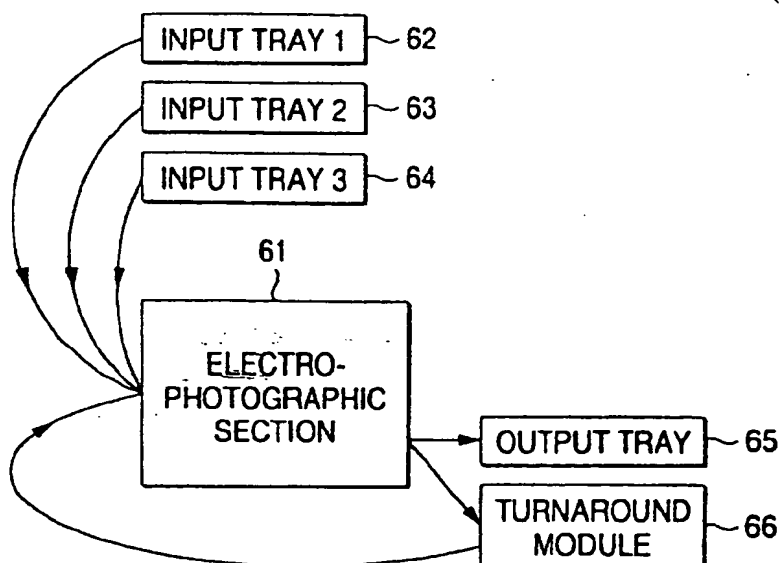 INPUT TRAY 1 62
INPUT TRAY 2 63
INPUT TRAY 3 64
61
ELECTRO-
PHOTOGRAPHIC
SECTION
OUTPUT TRAY 65
TURNAROUND
MODULE
66